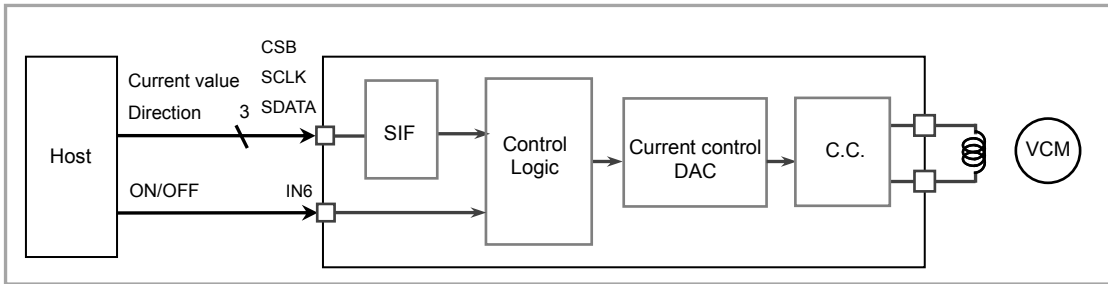 CSB
SCLK
SDATA
Current value
Direction
3
Host
SIF
Control
Logic
Current control
DAC
C.C.
VCM
ON/OFF
IN6